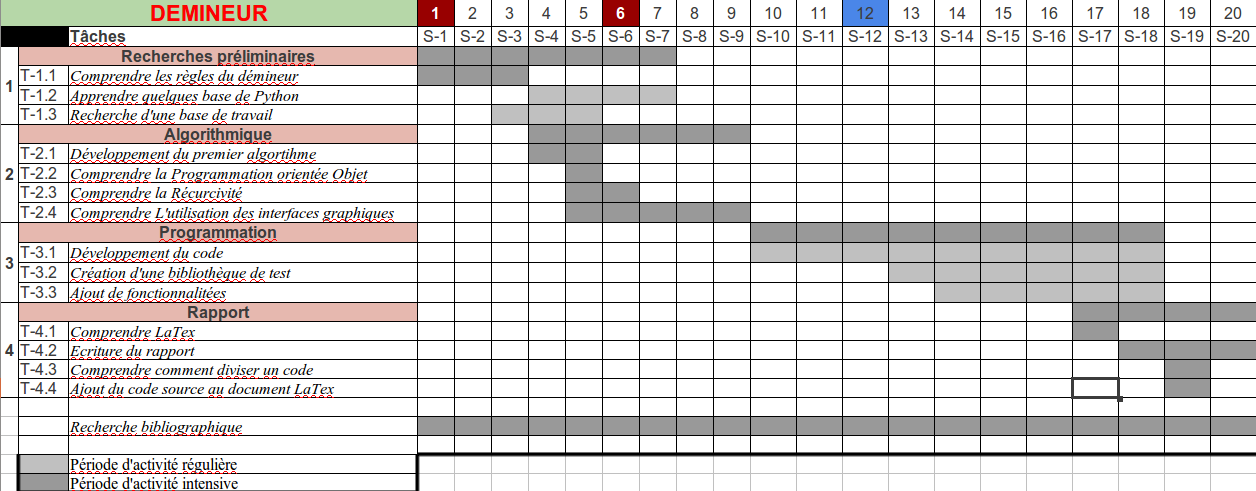 DEMINEUR 1 2 3 4 5 6 7 8 9 10 11 12 13 14 15 16 17 18 19 20
Tâches S-1 S-2 S-3 S-4 S-5 S-6 S-7 S-8 S-9 S-10 S-11 S-12 S-13 S-14 S-15 S-16 S-17 S-18 S-19 S-20
1 Recherches préliminaires
T-1.1 Comprendre les règles du démineur
T-1.2 Apprendre quelques base de Python
T-1.3 Recherche d'une base de travail
2 Algorithmique
T-2.1 Développement du premier algortihme
T-2.2 Comprendre la Programmation orientée Objet
T-2.3 Comprendre la Récurcivité
T-2.4 Comprendre L'utilisation des interfaces graphiques
3 Programmation
T-3.1 Développement du code
T-3.2 Création d'une bibliothèque de test
T-3.3 Ajout de fonctionnalitées
4 Rapport
T-4.1 Comprendre LaTex
T-4.2 Ecriture du rapport
T-4.3 Comprendre comment diviser un code
T-4.4 Ajout du code source au document LaTex
Recherche bibliographique
Période d'activité régulière
Période d'activité intensive